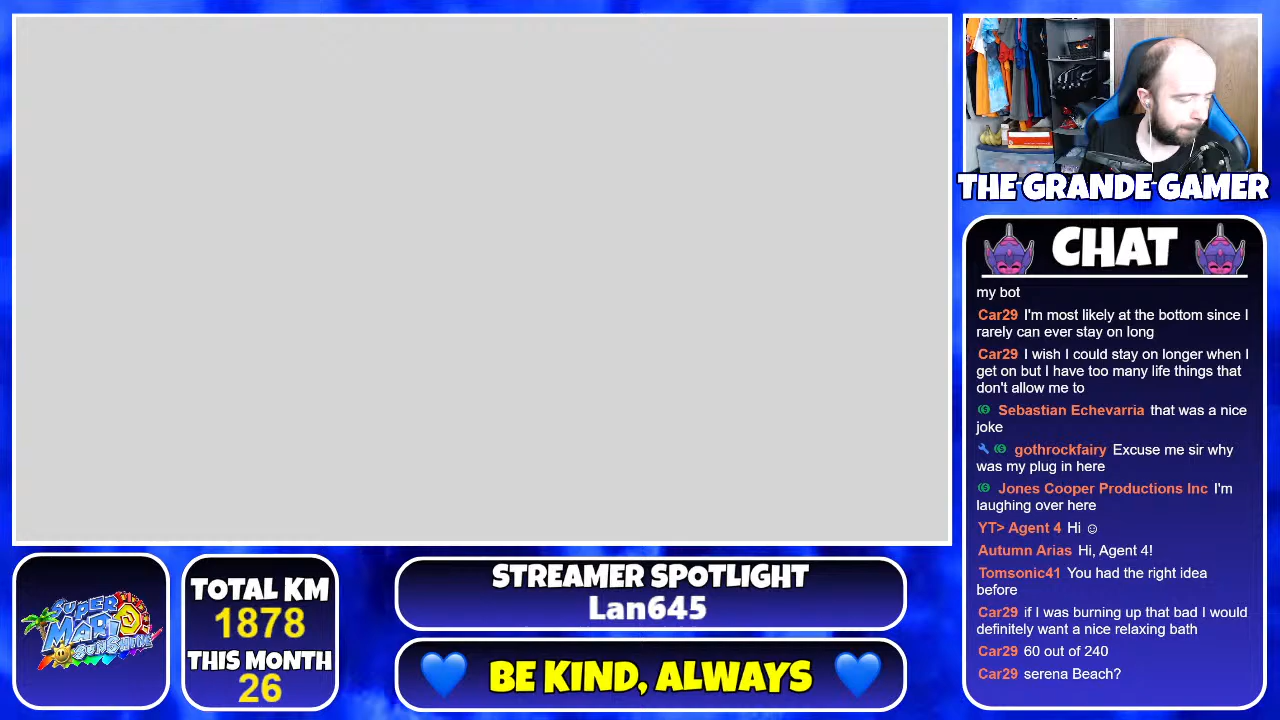 THE GRANDE GAMER
CHAT
my bot
Car29 I'm most likely at the bottom since I
rarely can ever stay on long
Car29 I wish I could stay on longer when I
get on but I have too many life things that
don't allow me to
Sebastian Echevarria that was a nice
joke
gothrockfairy Excuse me sir why
was my plug in here
Jones Cooper Productions Inc I'm
laughing over here
YT> Agent 4 Hi ☺
Autumn Arias Hi, Agent 4!
Tomsonic41 You had the right idea
before
Car29 if I was burning up that bad I would
definitely want a nice relaxing bath
Car29 60 out of 240
Car29 serena Beach?
SUPER
MARIO
SUNSHINE
TOTAL KM
1878
THIS MONTH
26
STREAMER SPOTLIGHT
Lan645
BE KIND, ALWAYS